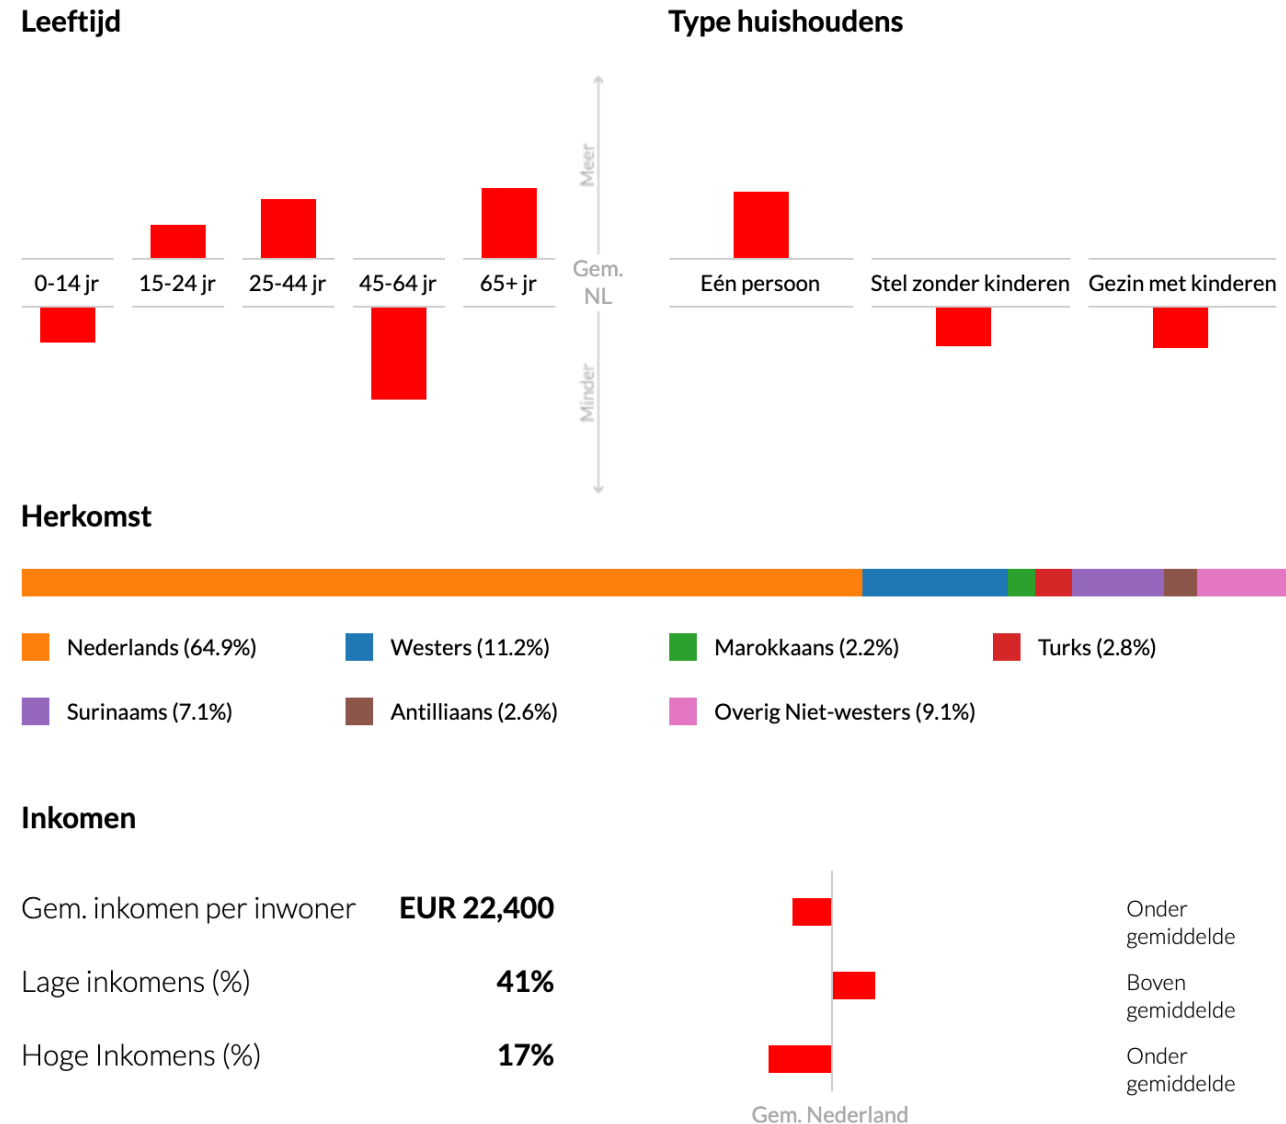 Leeftijd
Type huishoudens
Meer
0-14 jr
15-24 jr
25-44 jr
45-64 jr
65+ jr
Gem.
NL
Eén persoon
Stel zonder kinderen
Gezin met kinderen
Minder
Herkomst
Nederlands (64.9%)
Westers (11.2%)
Marokkaans (2.2%)
Turks (2.8%)
Surinaams (7.1%)
Antilliaans (2.6%)
Overig Niet-westers (9.1%)
Inkomen
Gem. inkomen per inwoner
EUR 22,400
Onder
gemiddelde
Lage inkomens (%)
41%
Boven
gemiddelde
Hoge Inkomens (%)
17%
Onder
gemiddelde
Gem. Nederland